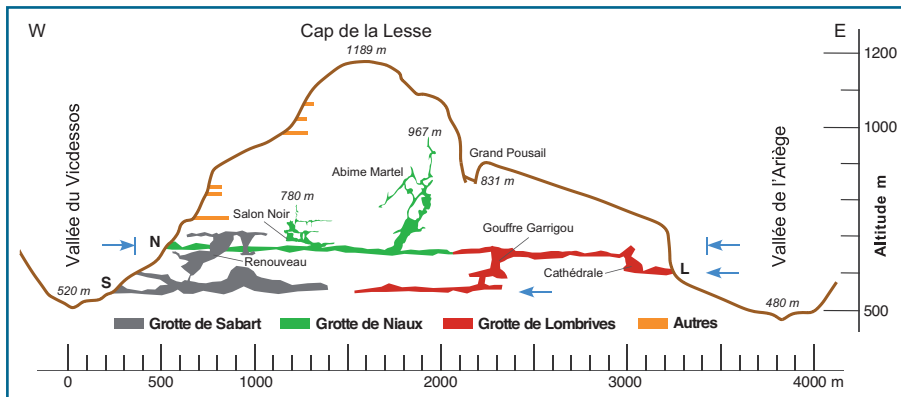 W
Cap de la Lesse
E
1189 m
1200
Vallée du Vicdessos
967 m
1000
Grand Pousail
Abime Martel
831 m
780 m
Salon Noir
Vallée de l'Ariège
Altitude m
N
Gouffre Garrigou
Renouveau
Cathédrale
L
S
520 m
480 m
500
Grotte de Sabart
Grotte de Niaux
Grotte de Lombrives
Autres
0
500
1000
2000
3000
4000 m